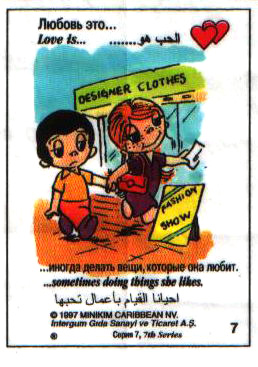 Любовь это...
Love is...
الحب هو........
DESIGNER CLOTHES
FASHION
SHOW
...иногда делать вещи, которые она любит.
...sometimes doing things she likes.
احيانا القيام بأعمال تحبها
© 1997 MINIKIM CARIBBEAN NV.
Intergum Gıda Sanayi ve Ticaret A.Ş.
® Серия 7, 7th Series
7